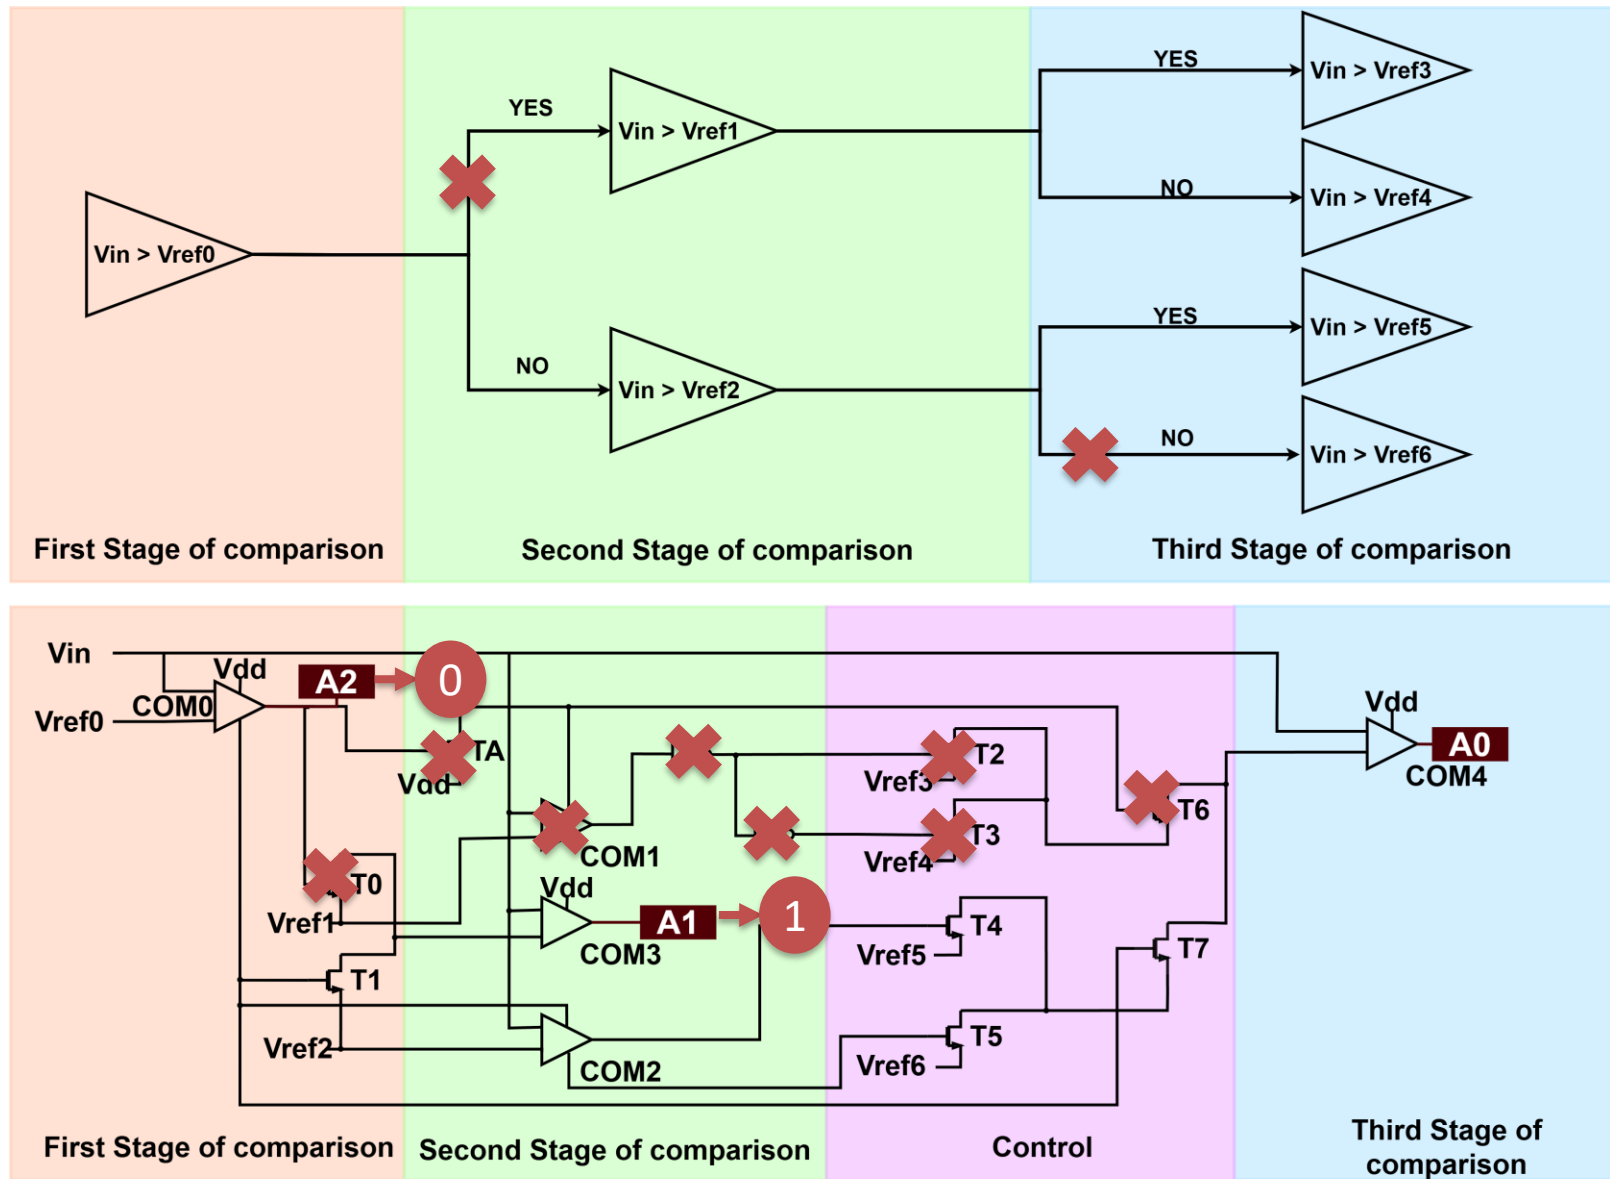 YES
Vin > Vref3
YES
Vin > Vref1
NO
Vin > Vref4
Vin > Vref0
YES
Vin > Vref5
NO
Vin > Vref2
NO
Vin > Vref6
First Stage of comparison
Second Stage of comparison
Third Stage of comparison
Vin
Vdd
A2
0
COM0
Vref0
TA
Vdd
Vdd
A0
COM4
T2
Vref3
T6
T3
Vref4
COM1
T0
Vref1
Vdd
A1
1
COM3
T4
Vref5
T7
T1
Vref2
COM2
T5
Vref6
First Stage of comparison
Second Stage of comparison
Control
Third Stage of
comparison